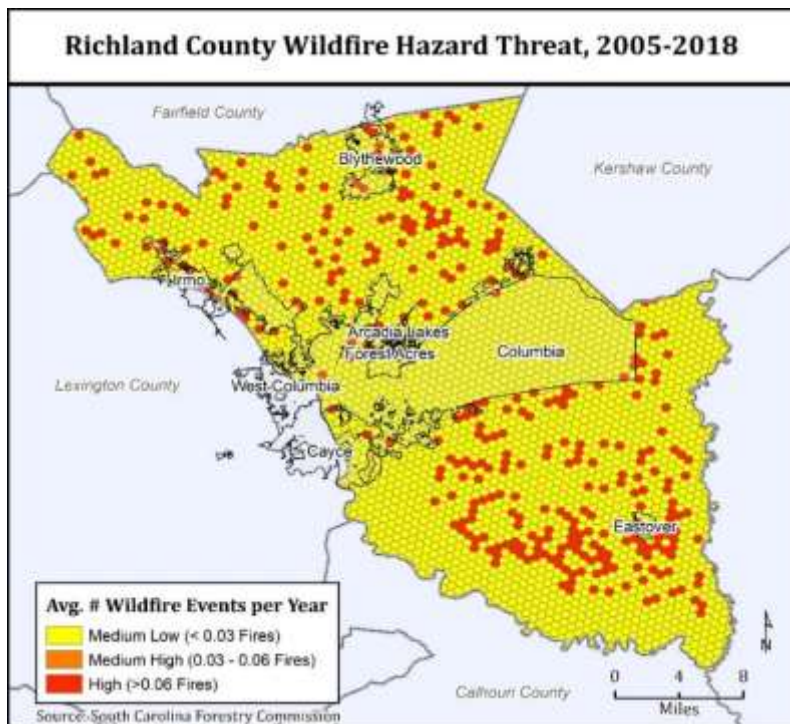 Richland County Wildfire Hazard Threat, 2005-2018
Fairfield County
Blythewood
Kershaw County
Irmo
Arcadia Lakes
Forest Acres
Columbia
Lexington County
West Columbia
Cayce
Eastover
Avg. # Wildfire Events per Year
Medium Low (< 0.03 Fires)
Medium High (0.03 - 0.06 Fires)
High (>0.06 Fires)
N
0 4 8
Miles
Calhoun County
Source: South Carolina Forestry Commission